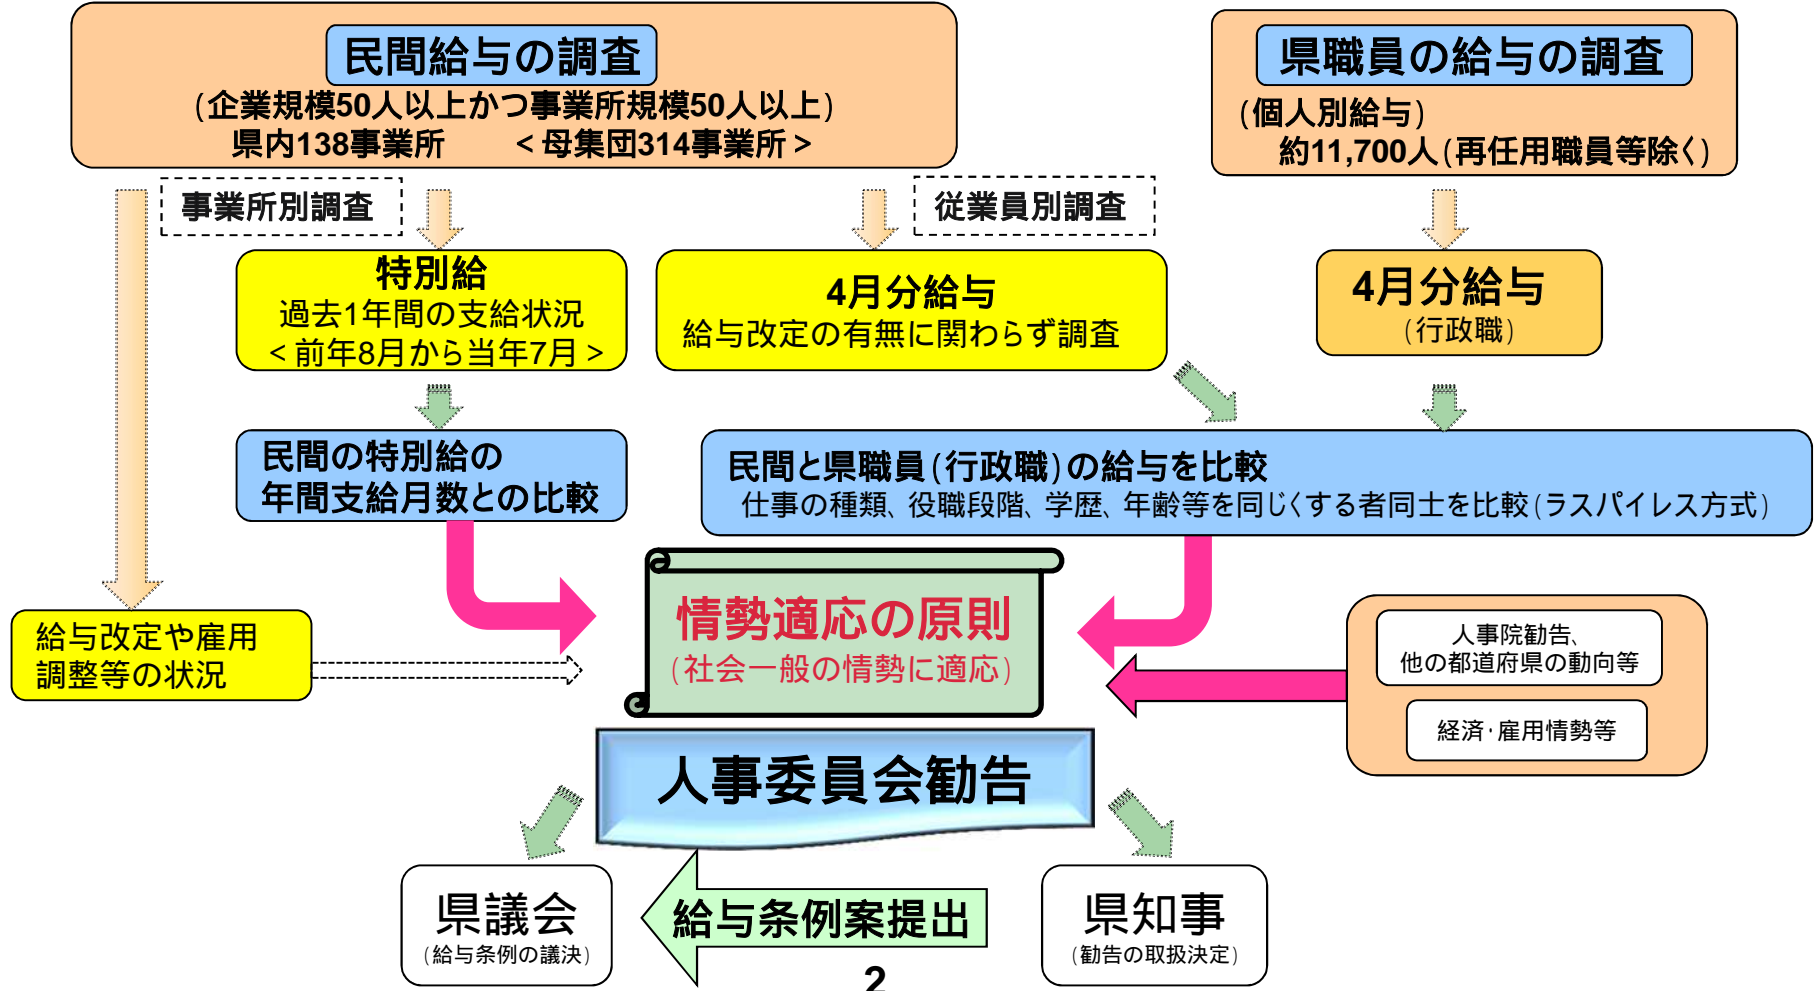 民間給与の調査
(企業規模50人以上かつ事業所規模50人以上)
県内138事業所 <母集団314事業所>
県職員の給与の調査
(個人別給与)
約11,700人(再任用職員等除く)
事業所別調査
従業員別調査
特別給
過去1年間の支給状況
<前年8月から当年7月>
4月分給与
給与改定の有無に関わらず調査
4月分給与
(行政職)
民間の特別給の
年間支給月数との比較
民間と県職員(行政職)の給与を比較
仕事の種類、役職段階、学歴、年齢等を同じくする者同士を比較(ラスパイレス方式)
情勢適応の原則
(社会一般の情勢に適応)
給与改定や雇用
調整等の状況
人事院勧告、
他の都道府県の動向等
経済・雇用情勢等
人事委員会勧告
県議会
(給与条例の議決)
給与条例案提出
県知事
(勧告の取扱決定)
2